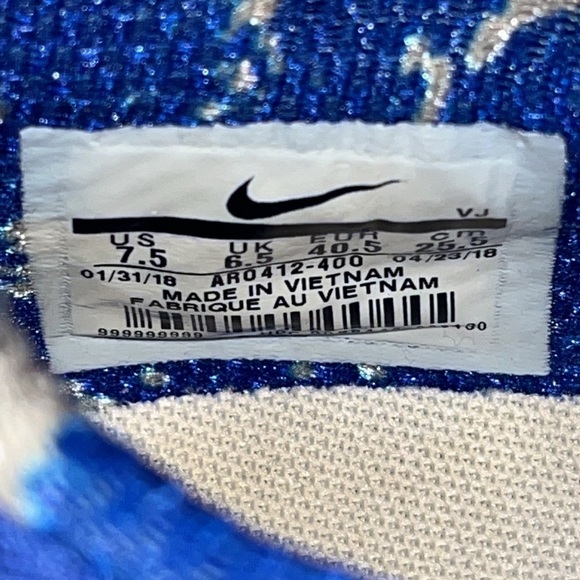 VJ
US UK EUR cm
7.5 6.5 40.5 25.5
01/31/18 AR0412-400 04/23/18
MADE IN VIETNAM
FABRIQUE AU VIETNAM